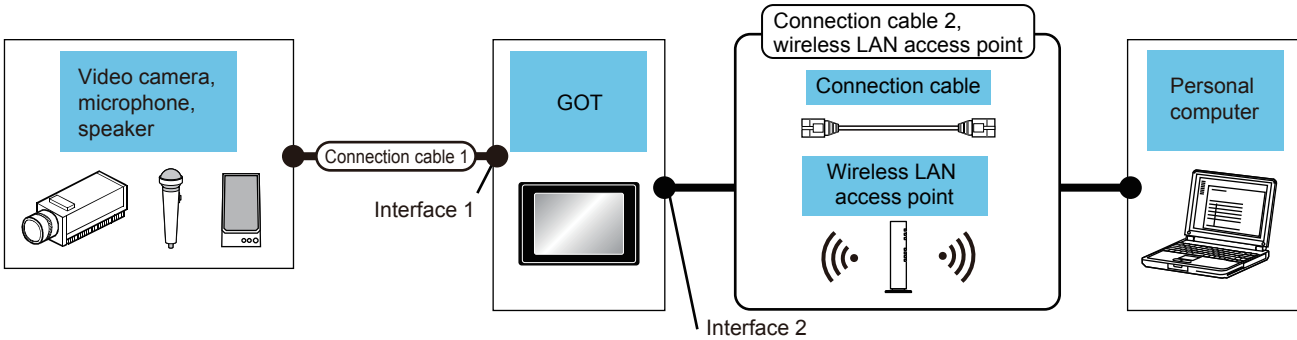 Video camera,
microphone,
speaker
Connection cable 1
Interface 1
GOT
Interface 2
Connection cable 2,
wireless LAN access point
Connection cable
Wireless LAN
access point
Personal
computer